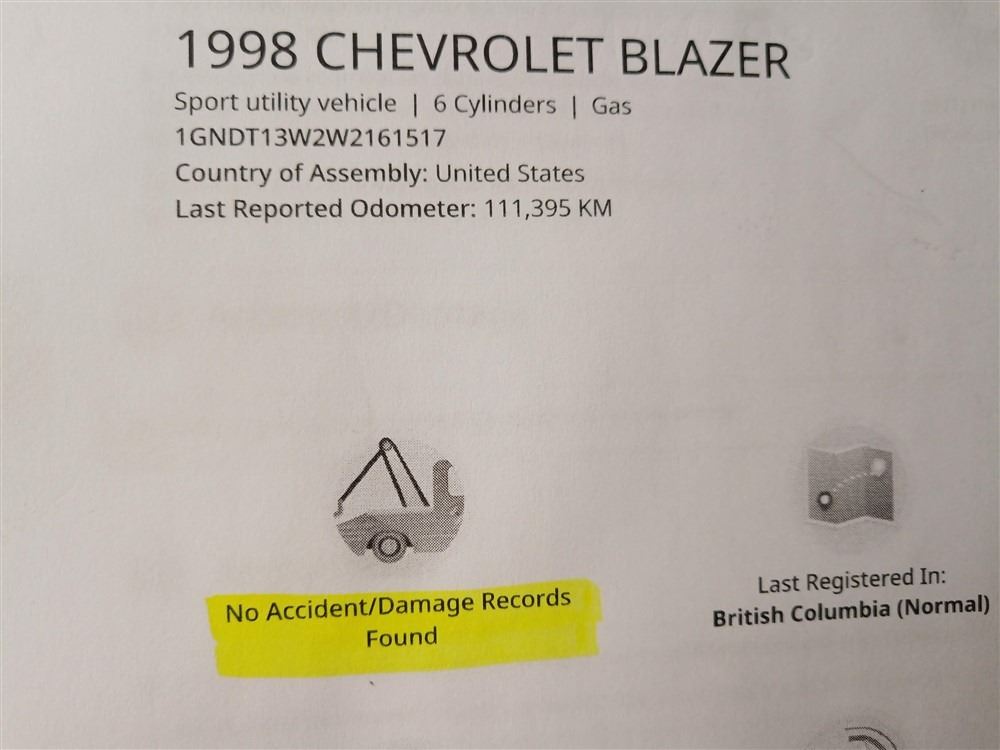 1998 CHEVROLET BLAZER
Sport utility vehicle | 6 Cylinders | Gas
1GNDT13W2W2161517
Country of Assembly: United States
Last Reported Odometer: 111,395 KM
No Accident/Damage Records
Found
Last Registered In:
British Columbia (Normal)